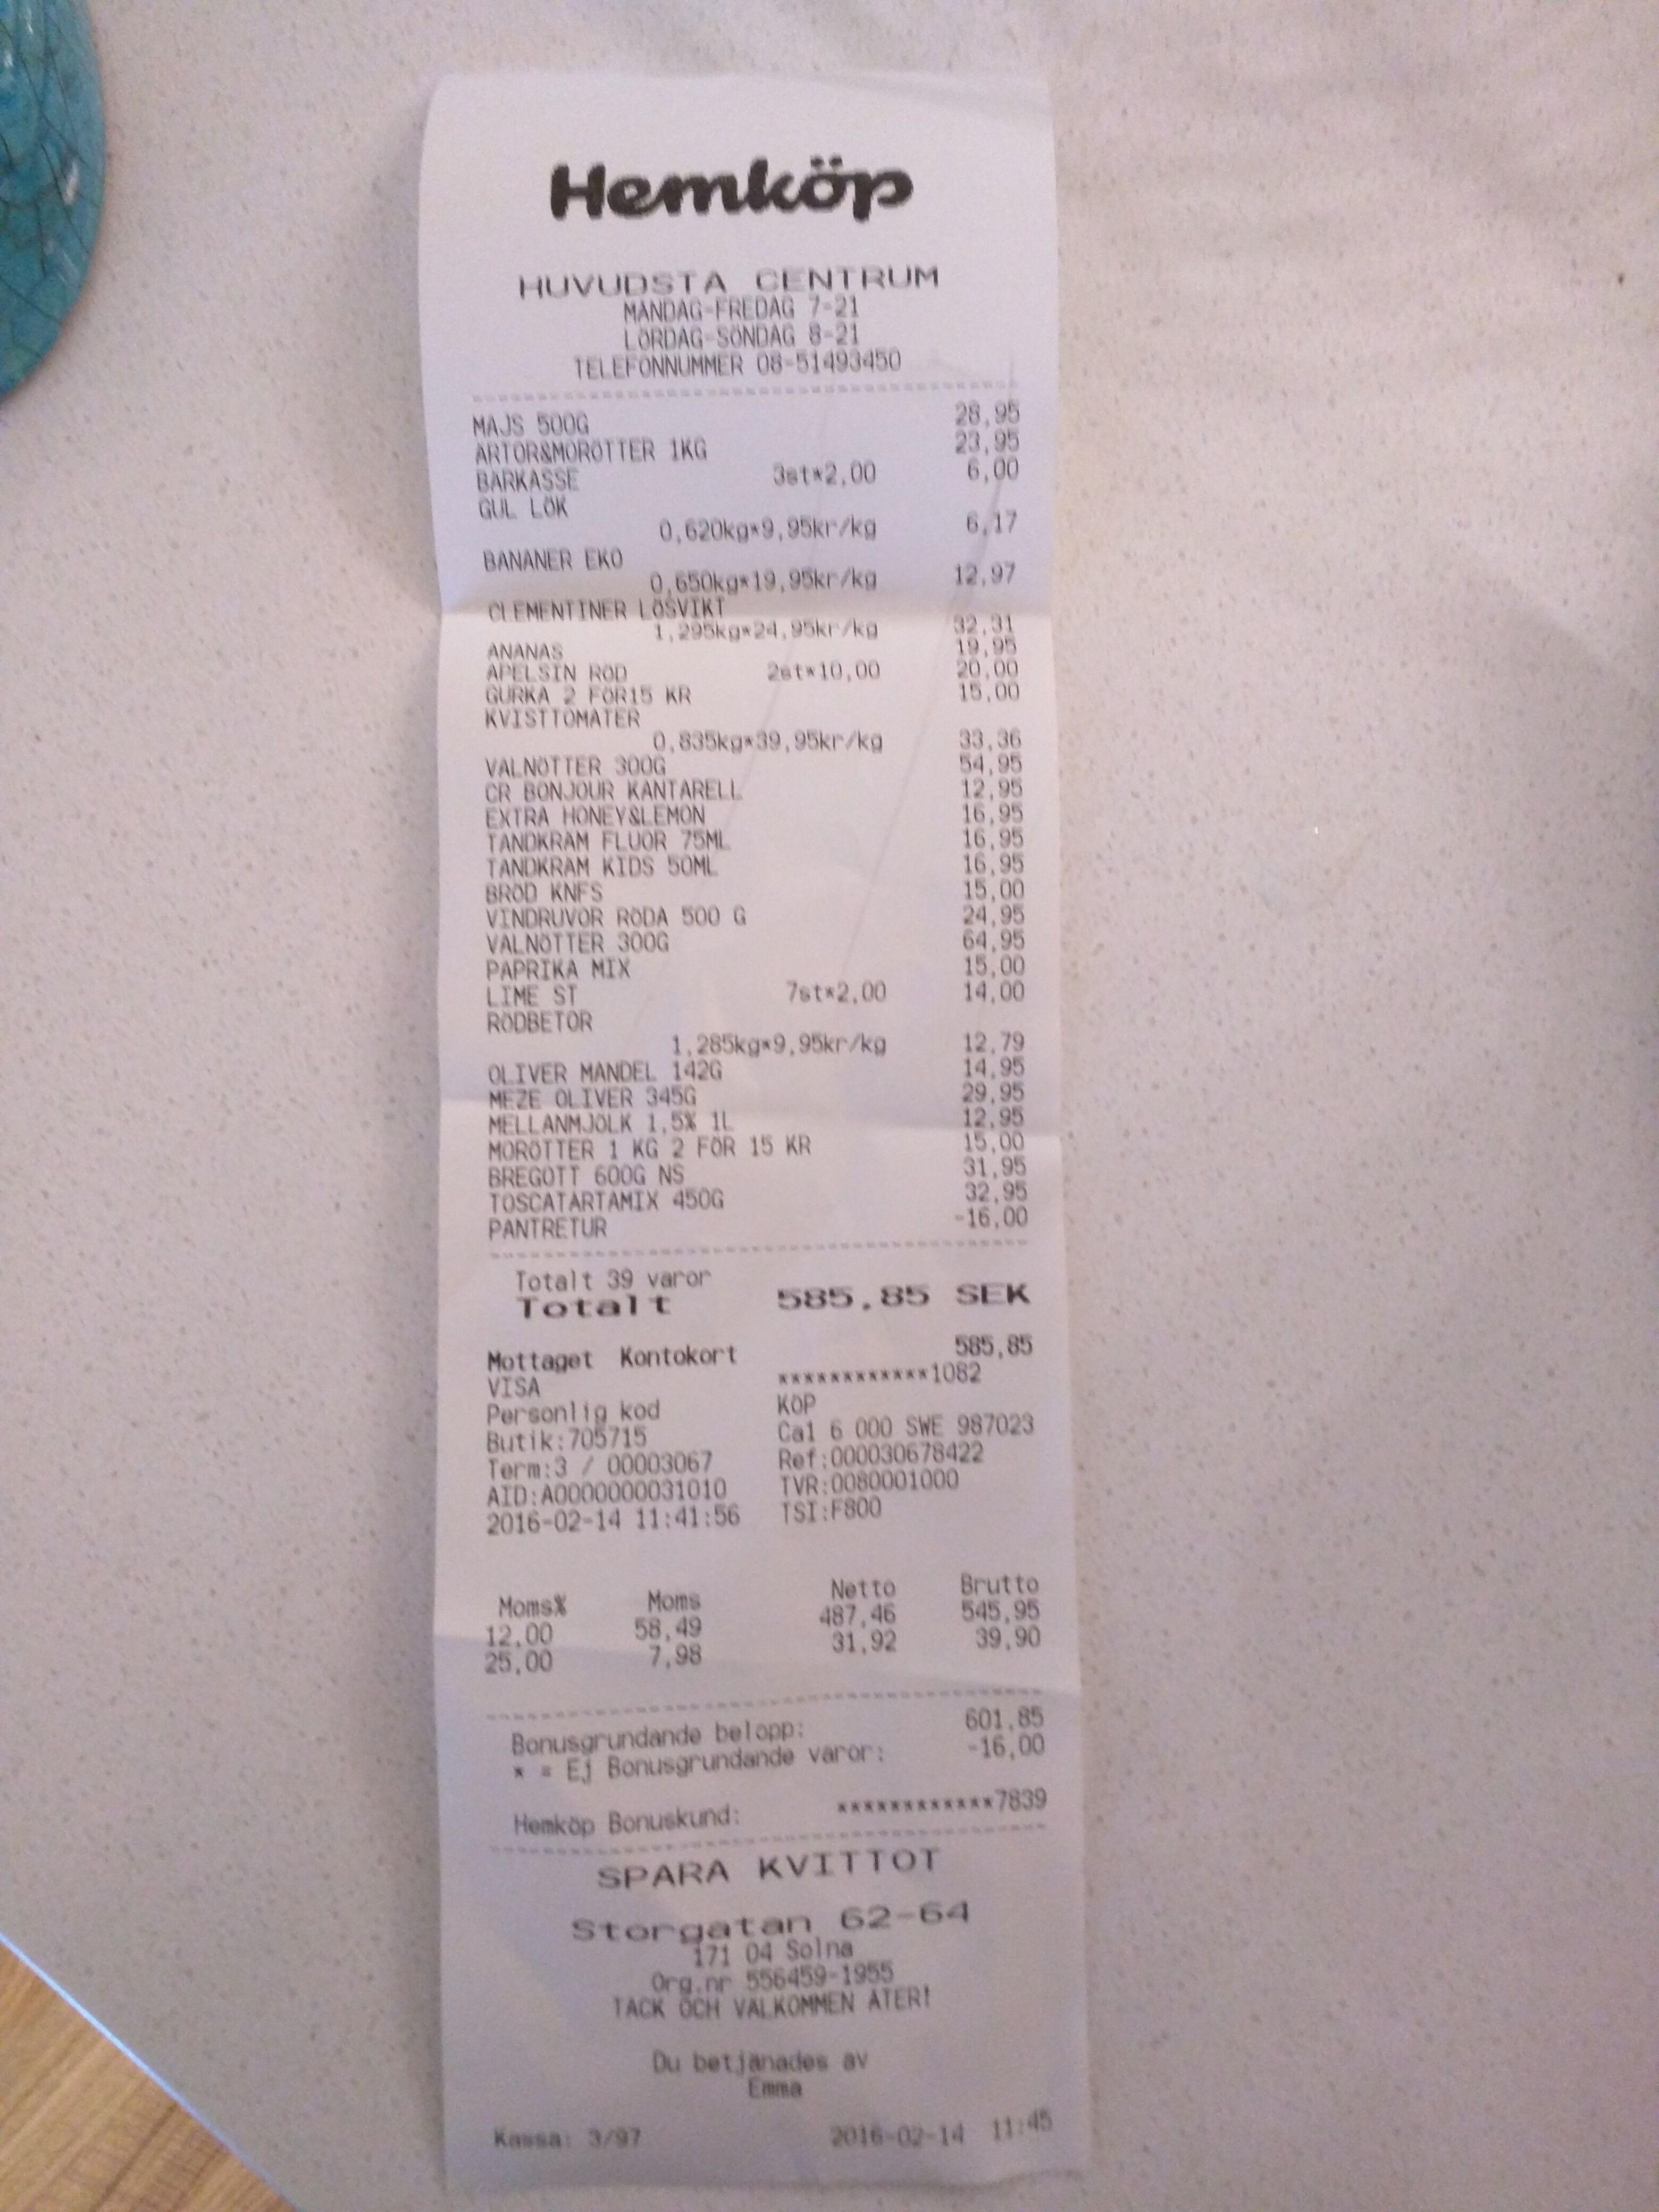 Hemköp
HUVUDSTA CENTRUM
MÅNDAG-FREDAG 7-21
LÖRDAG-SÖNDAG 8-21
TELEFONNUMMER 08-51493450
MAJS 500G 28,95
ÄRTOR&MORÖTTER 1KG 23,95
BÄRKASSE 3st*2,00 6,00
GUL LÖK
0,620kg*9,95kr/kg 6,17
BANANER EKO
0,650kg*19,95kr/kg 12,97
CLEMENTINER LÖSVIKT
1,295kg*24,95kr/kg 32,31
ANANAS 19,95
APELSIN RÖD 2st*10,00 20,00
GURKA 2 FÖR15 KR 15,00
KVISTTOMATER
0,835kg*39,95kr/kg 33,36
VALNÖTTER 300G 54,95
CR BONJOUR KANTARELL 12,95
EXTRA HONEY&LEMON 16,95
TANDKRÄM FLUOR 75ML 16,95
TANDKRÄM KIDS 50ML 16,95
BRÖD KNFS 15,00
VINDRUVOR RÖDA 500 G 24,95
VALNÖTTER 300G 64,95
PAPRIKA MIX 15,00
LIME ST 7st*2,00 14,00
RÖDBETOR
1,285kg*9,95kr/kg 12,79
OLIVER MANDEL 142G 14,95
MEZE OLIVER 345G 29,95
MELLANMJÖLK 1,5% 1L 12,95
MORÖTTER 1 KG 2 FÖR 15 KR 15,00
BREGOTT 600G NS 31,95
TOSCATÅRTAMIX 450G 32,95
PANTRETUR -16,00
Totalt 39 varor
Totalt 585,85 SEK
Mottaget Kontokort 585,85
VISA ************1082
Personlig kod KÖP
Butik:705715 Ca1 6 000 SWE 987023
Term:3 / 00003067 Ref:000030678422
AID:A0000000031010 TVR:0080001000
2016-02-14 11:41:56 TSI:F800
Moms% Moms Netto Brutto
12,00 58,49 487,46 545,95
25,00 7,98 31,92 39,90
Bonusgrundande belopp: 601,85
* = Ej Bonusgrundande varor: -16,00
Hemköp Bonuskund: ************7839
SPARA KVITTOT
Storgatan 62-64
171 04 Solna
Org.nr 556459-1955
TACK OCH VÄLKOMMEN ÅTER!
Du betjänades av
Emma
Kassa: 3/97 2016-02-14 11:45